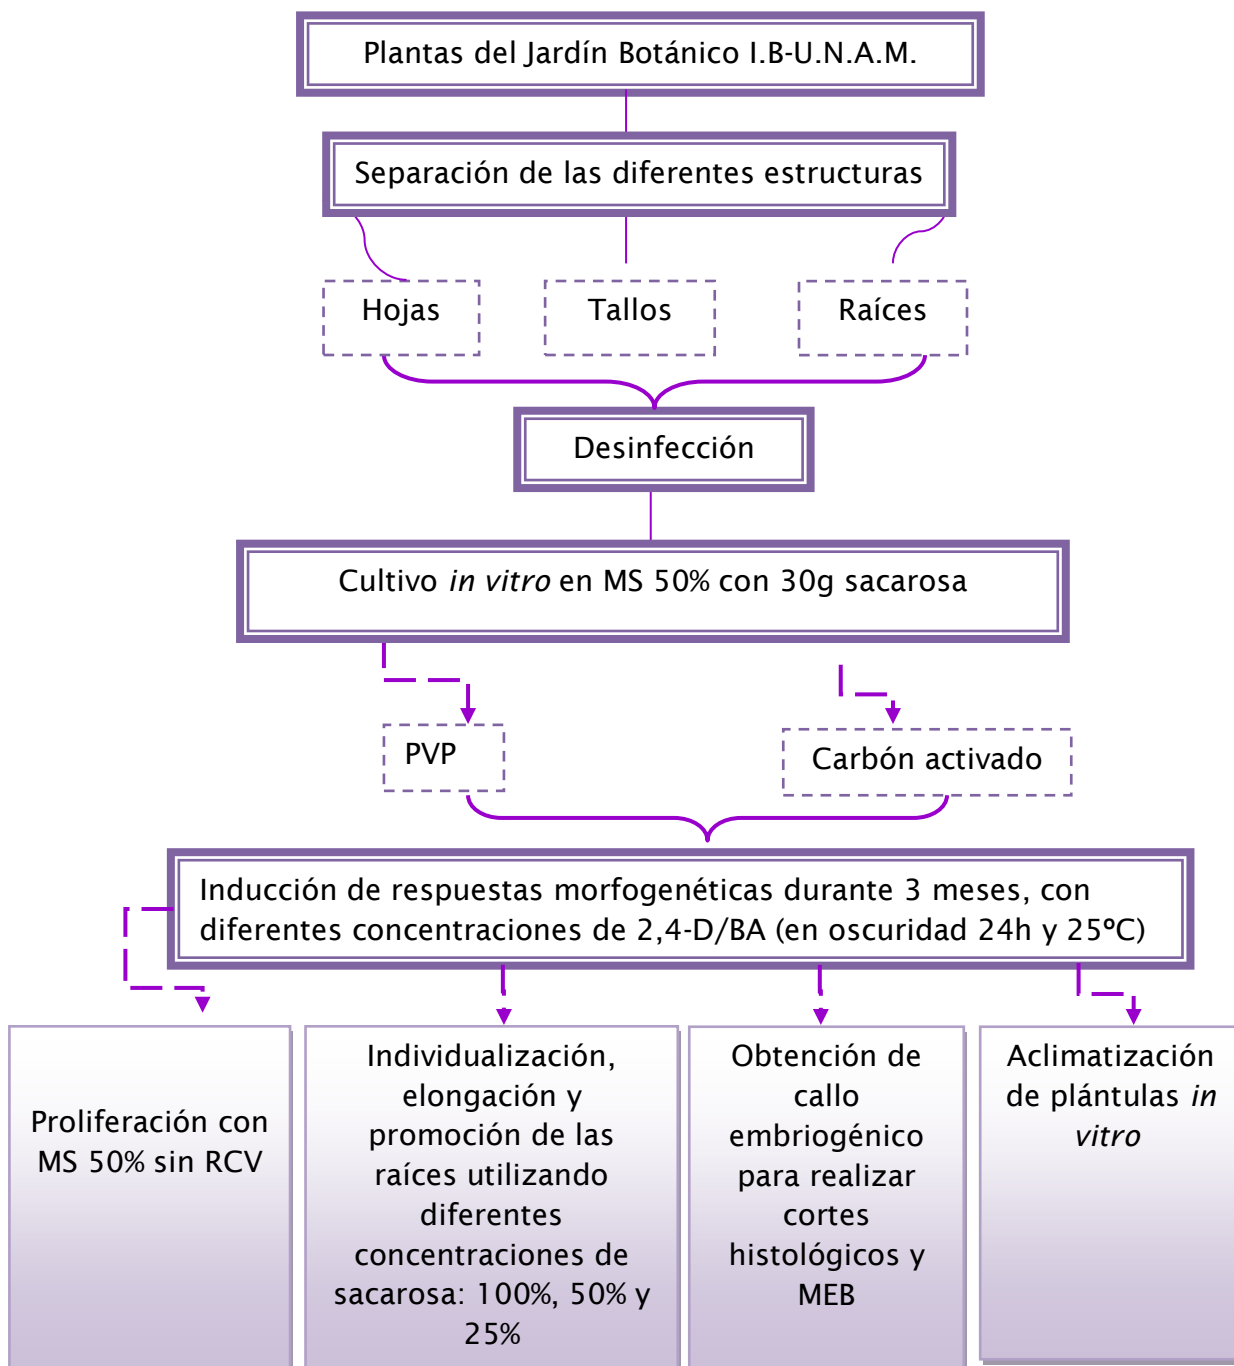 Plantas del Jardín Botánico I.B-U.N.A.M.
Separación de las diferentes estructuras
Hojas
Tallos
Raíces
Desinfección
Cultivo in vitro en MS 50% con 30g sacarosa
PVP
Carbón activado
Inducción de respuestas morfogenéticas durante 3 meses, con
diferentes concentraciones de 2,4-D/BA (en oscuridad 24h y 25ºC)
Proliferación con
MS 50% sin RCV
Individualización,
elongación y
promoción de las
raíces utilizando
diferentes
concentraciones de
sacarosa: 100%, 50% y
25%
Obtención de
callo
embriogénico
para realizar
cortes
histológicos y
MEB
Aclimatización
de plántulas in
vitro